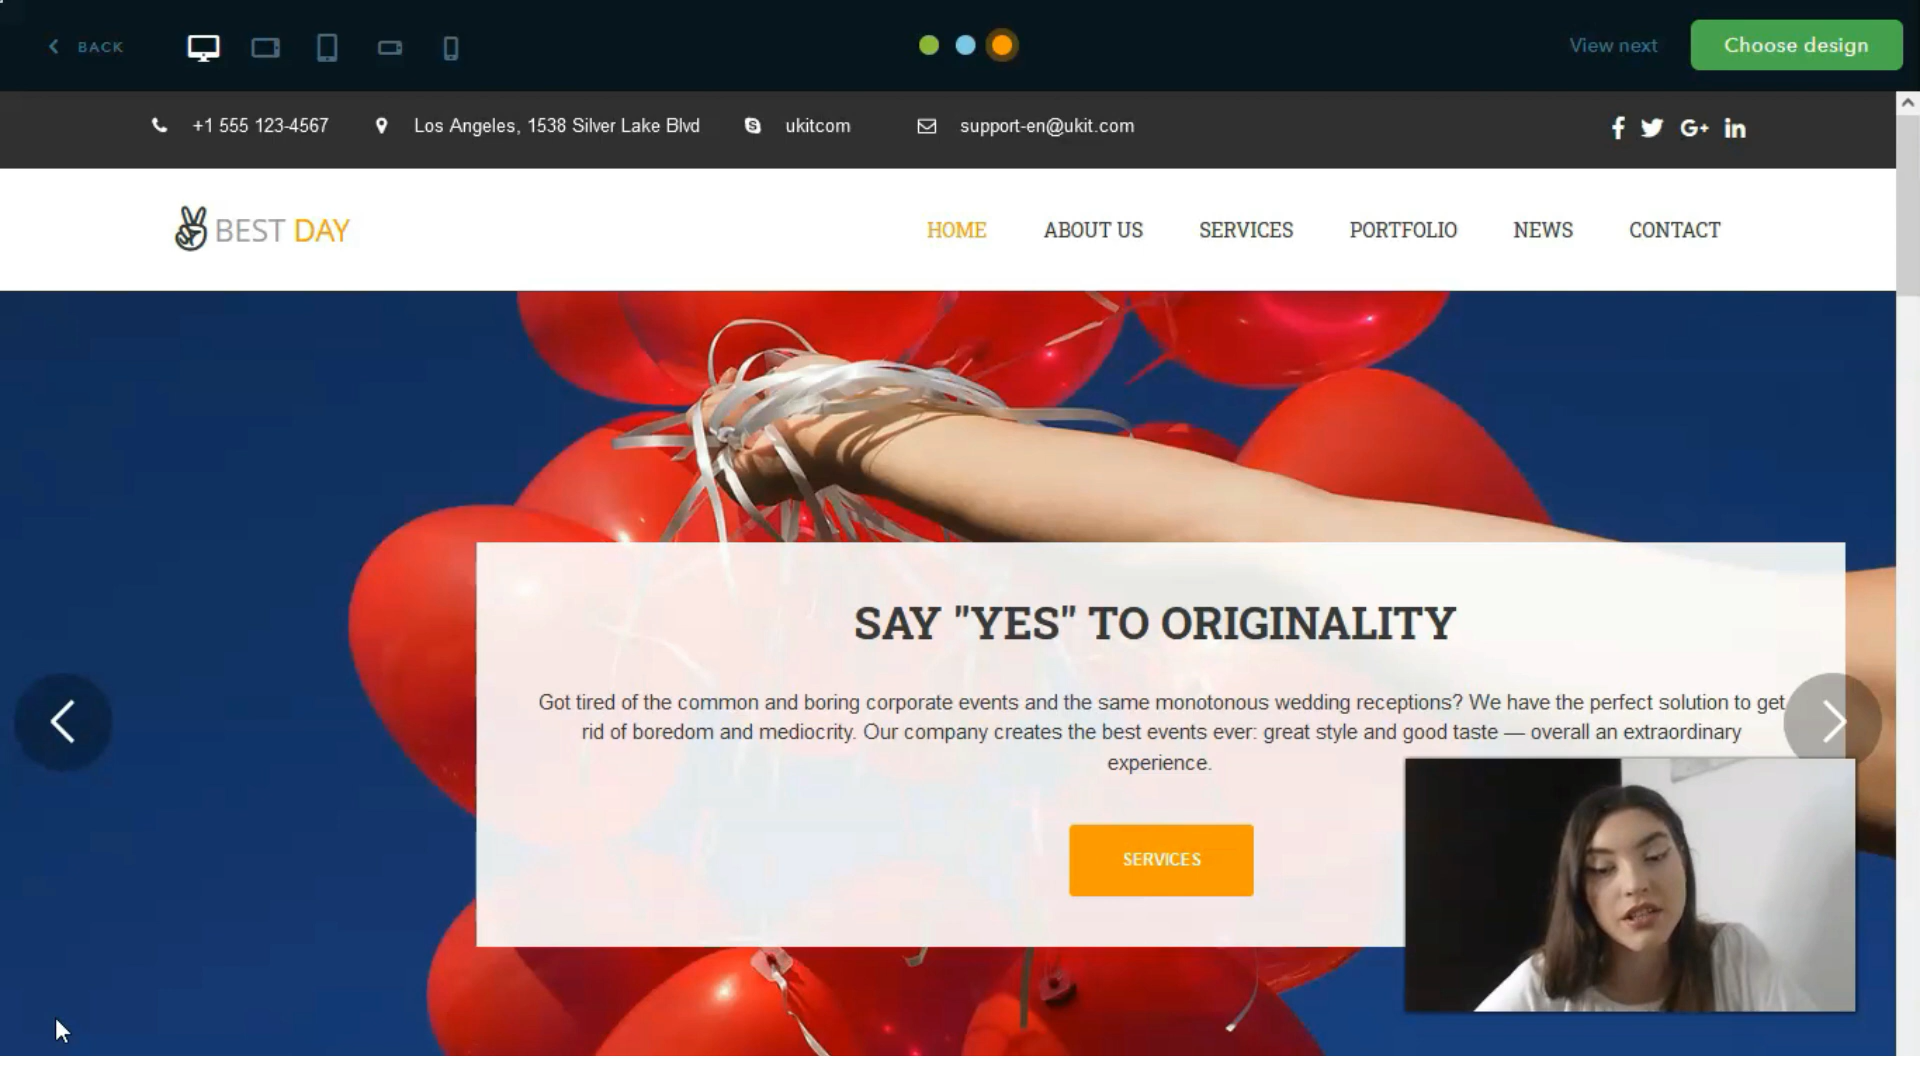 BACK
View next
Choose design
+1 555 123-4567
Los Angeles, 1538 Silver Lake Blvd
ukitcom
support-en@ukit.com
BEST DAY
HOME
ABOUT US
SERVICES
PORTFOLIO
NEWS
CONTACT
SAY "YES" TO ORIGINALITY
Got tired of the common and boring corporate events and the same monotonous wedding receptions? We have the perfect solution to get
rid of boredom and mediocrity. Our company creates the best events ever: great style and good taste — overall an extraordinary
experience.
SERVICES